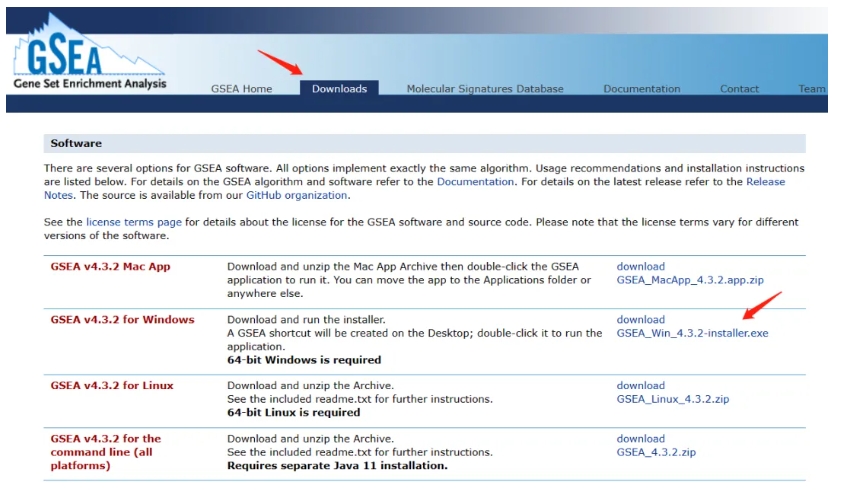 GSEA
Gene Set Enrichment Analysis
GSEA Home Downloads Molecular Signatures Database Documentation Contact Team
Software
There are several options for GSEA software. All options implement exactly the same algorithm. Usage recommendations and installation instructions
are listed below. For details on the GSEA algorithm and software refer to the Documentation. For details on the latest release refer to the Release
Notes. The source is available from our GitHub organization.
See the license terms page for details about the license for the GSEA software and source code. Please note that the license terms vary for different
versions of the software.
GSEA v4.3.2 Mac App
Download and unzip the Mac App Archive then double-click the GSEA
application to run it. You can move the app to the Applications folder or
anywhere else.
download
GSEA_MacApp_4.3.2.app.zip
GSEA v4.3.2 for Windows
Download and run the installer.
A GSEA shortcut will be created on the Desktop; double-click it to run the
application.
64-bit Windows is required
download
GSEA_Win_4.3.2-installer.exe
GSEA v4.3.2 for Linux
Download and unzip the Archive.
See the included readme.txt for further instructions.
64-bit Linux is required
download
GSEA_Linux_4.3.2.zip
GSEA v4.3.2 for the
command line (all
platforms)
Download and unzip the Archive.
See the included readme.txt for further instructions.
Requires separate Java 11 installation.
download
GSEA_4.3.2.zip